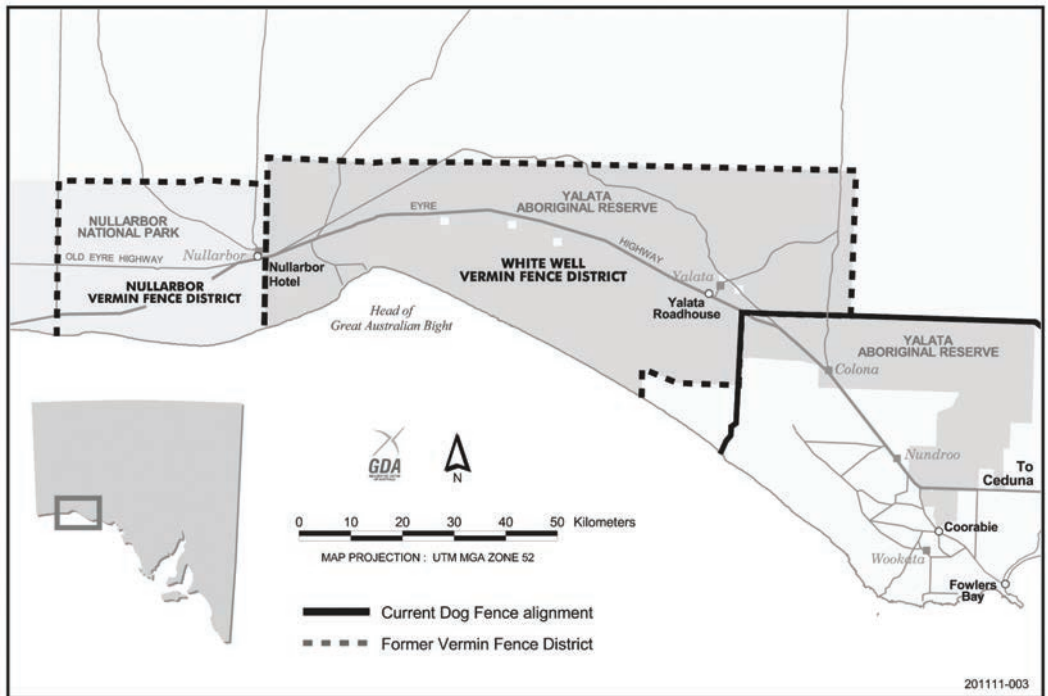 EYRE
YALATA
ABORIGINAL RESERVE
NULLARBOR
NATIONAL PARK
Nullarbor
OLD EYRE HIGHWAY
HIGHWAY
Nullarbor
Hotel
WHITE WELL
VERMIN FENCE DISTRICT
NULLARBOR
VERMIN FENCE DISTRICT
Yalata
Yalata
Roadhouse
Head of
Great Australian Bight
YALATA
ABORIGINAL RESERVE
Colona
Nundroo
To
Ceduna
Coorabie
Wookata
Fowlers
Bay
GDA
N
0 10 20 30 40 50 Kilometers
MAP PROJECTION : UTM MGA ZONE 52
Current Dog Fence alignment
Former Vermin Fence District
201111-003